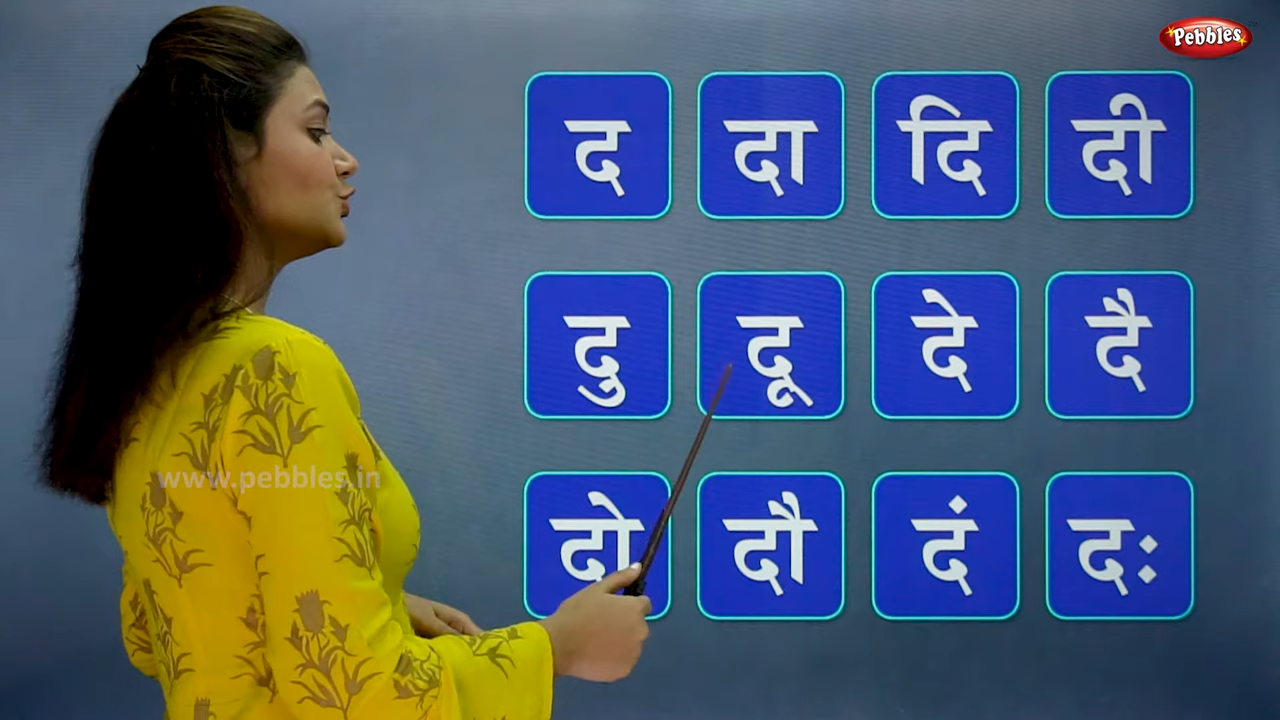 Pebbles
द दा दि दी
दु दू दे दै
www.pebbles.in
दो दौ दं दः